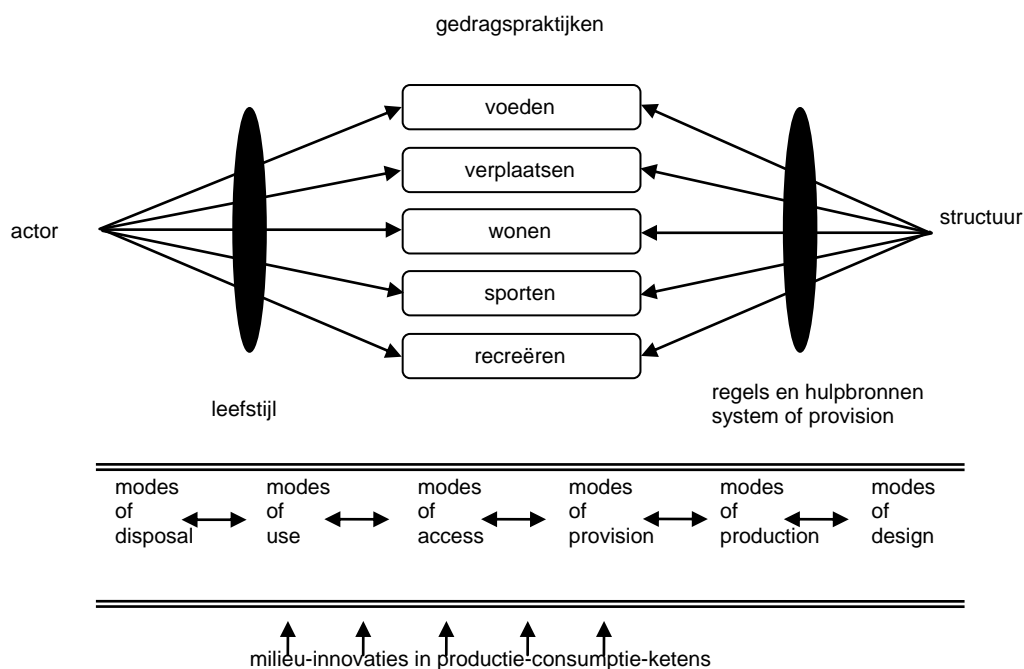 gedragspraktijken
voeden
verplaatsen
actor
wonen
structuur
sporten
recreëren
leefstijl
regels en hulpbronnen
system of provision
modes
of
disposal
modes
of
use
modes
of
access
modes
of
provision
modes
of
production
modes
of
design
milieu-innovaties in productie-consumptie-ketens